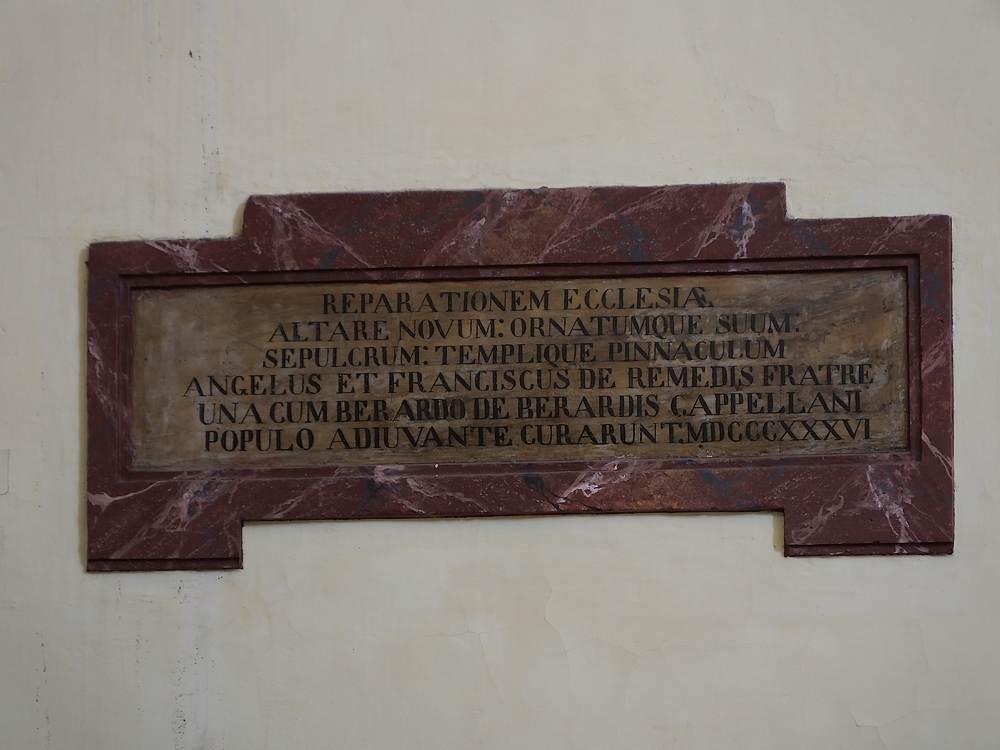 REPARATIONEM ECCLESIÆ.
ALTARE NOVUM: ORNATUMQUE SUUM:
SEPULCRUM: TEMPLIQUE PINNACULUM
ANGELUS ET FRANCISCUS DE REMEDIS FRATRE
UNA CUM BERARDO DE BERARDIS CAPPELLANI
POPULO ADIUVANTE CURARUNT.MDCCCXXXVI